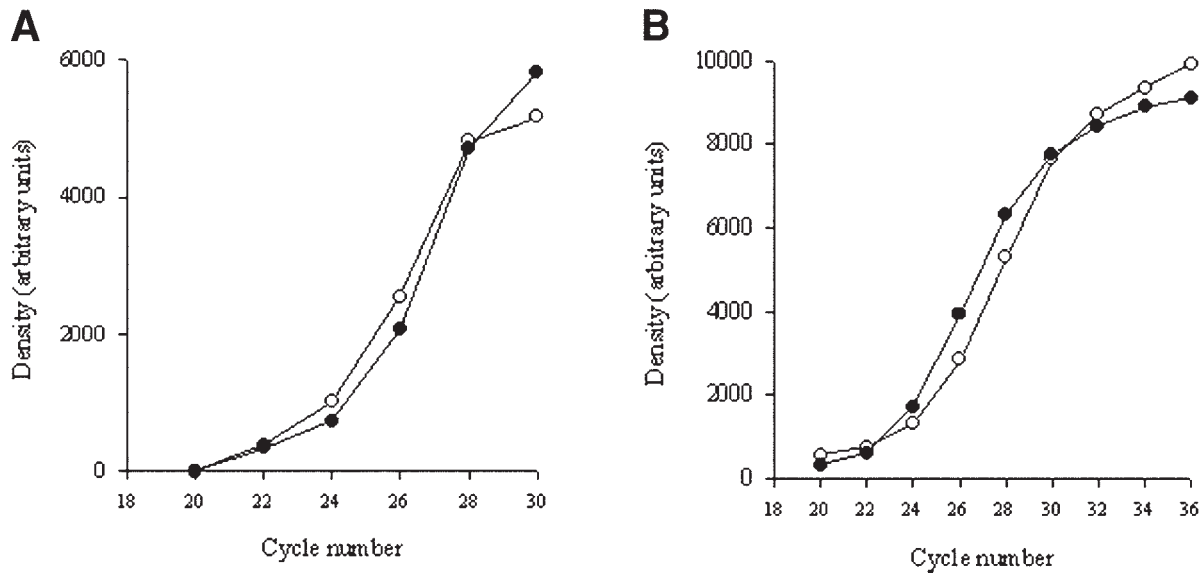 A
6000
4000
2000
0
18 20 22 24 26 28 30
Density (arbitrary units)
Cycle number
B
10000
8000
6000
4000
2000
0
18 20 22 24 26 28 30 32 34 36
Density (arbitrary units)
Cycle number